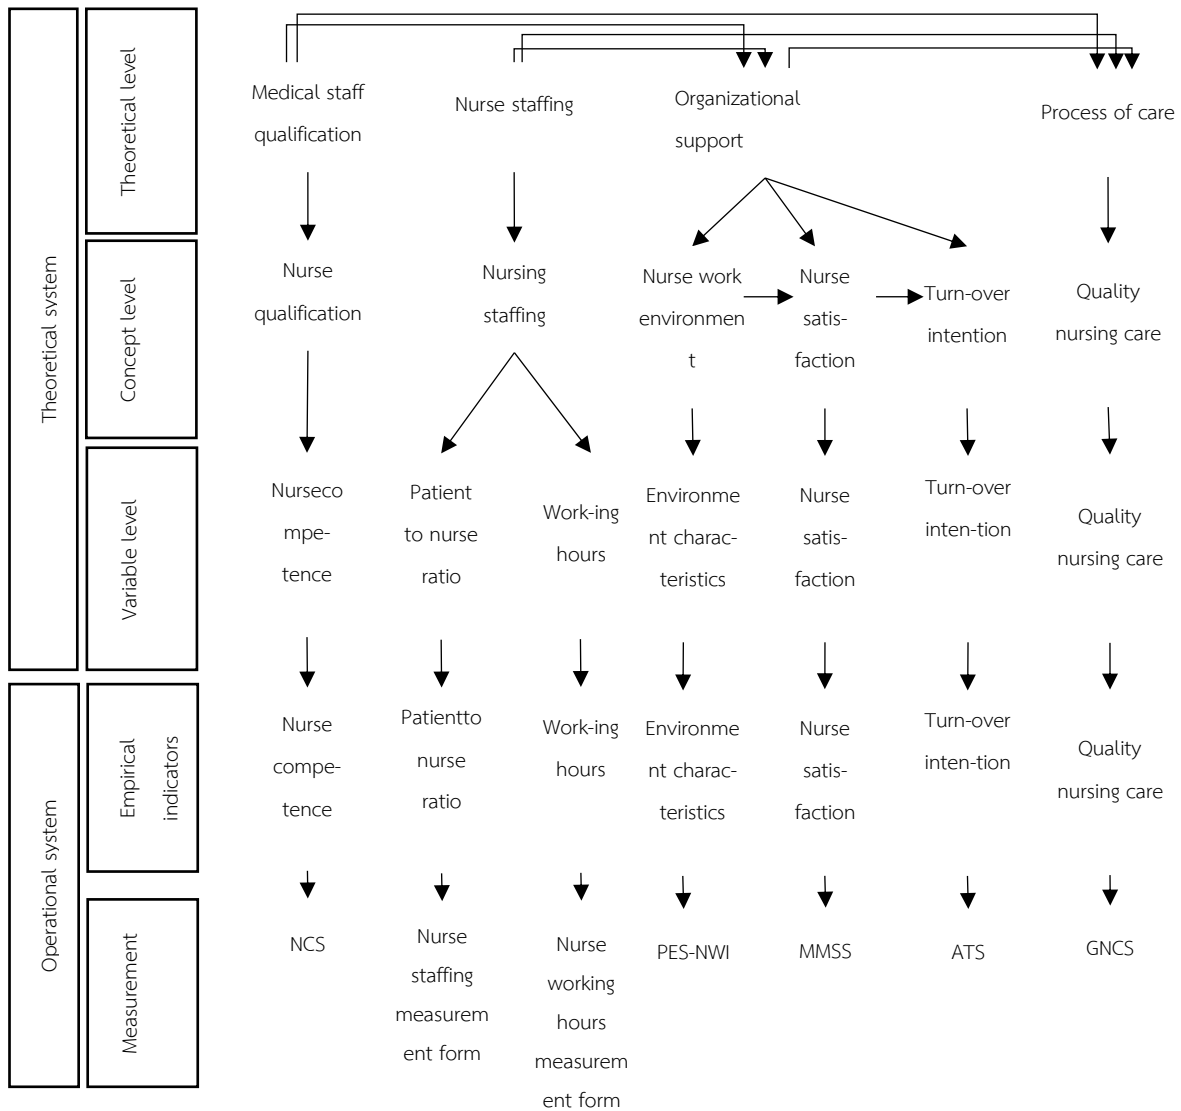 Theoretical system
Theoretical level
Medical staff
qualification
Nurse staffing
Organizational
support
Process of care
Concept level
Nurse
qualification
Nursing
staffing
Nurse work
environmen
t
Nurse
satis-
faction
Turn-over
intention
Quality
nursing care
Variable level
Nurseco
mpe-
tence
Patient
to nurse
ratio
Work-ing
hours
Environme
nt charac-
teristics
Nurse
satis-
faction
Turn-over
inten-tion
Quality
nursing care
Operational system
Empirical
indicators
Nurse
compe-
tence
Patientto
nurse
ratio
Work-ing
hours
Environme
nt charac-
teristics
Nurse
satis-
faction
Turn-over
inten-tion
Quality
nursing care
Measurement
NCS
Nurse
staffing
measurem
ent form
Nurse
working
hours
measurem
ent form
PES-NWI
MMSS
ATS
GNCS